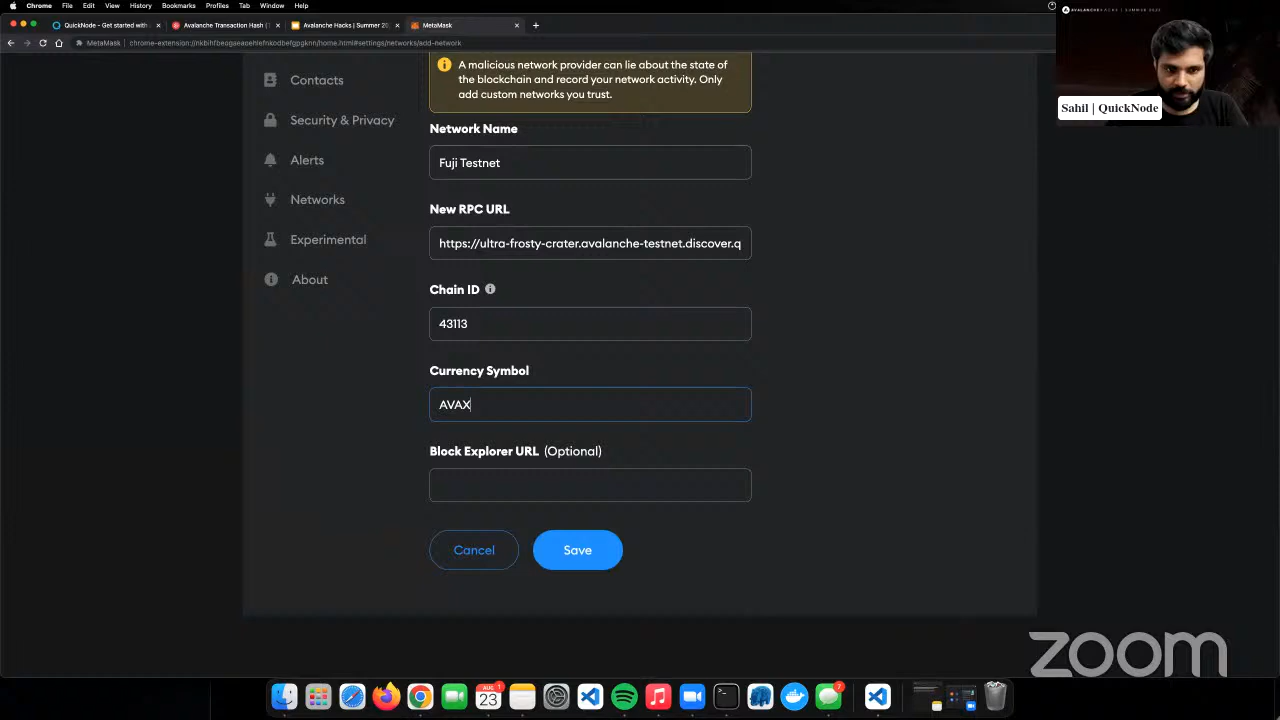 Chrome File Edit View History Bookmarks Profiles Tab Window Help
QuickNode - Get started with
Avalanche Transaction Hash (T
Avalanche Hacks | Summer 20
MetaMask
MetaMask | chrome-extension://nkbihfbeogaeaoehlefnkodbefgpgknn/home.html#settings/networks/add-network
Sahil | QuickNode
Contacts
Security & Privacy
Alerts
Networks
Experimental
About
A malicious network provider can lie about the state of
the blockchain and record your network activity. Only
add custom networks you trust.
Network Name
Fuji Testnet
New RPC URL
https://ultra-frosty-crater.avalanche-testnet.discover.q
Chain ID
43113
Currency Symbol
AVAX
Block Explorer URL (Optional)
Cancel
Save
zoom
AUG
23
1
7